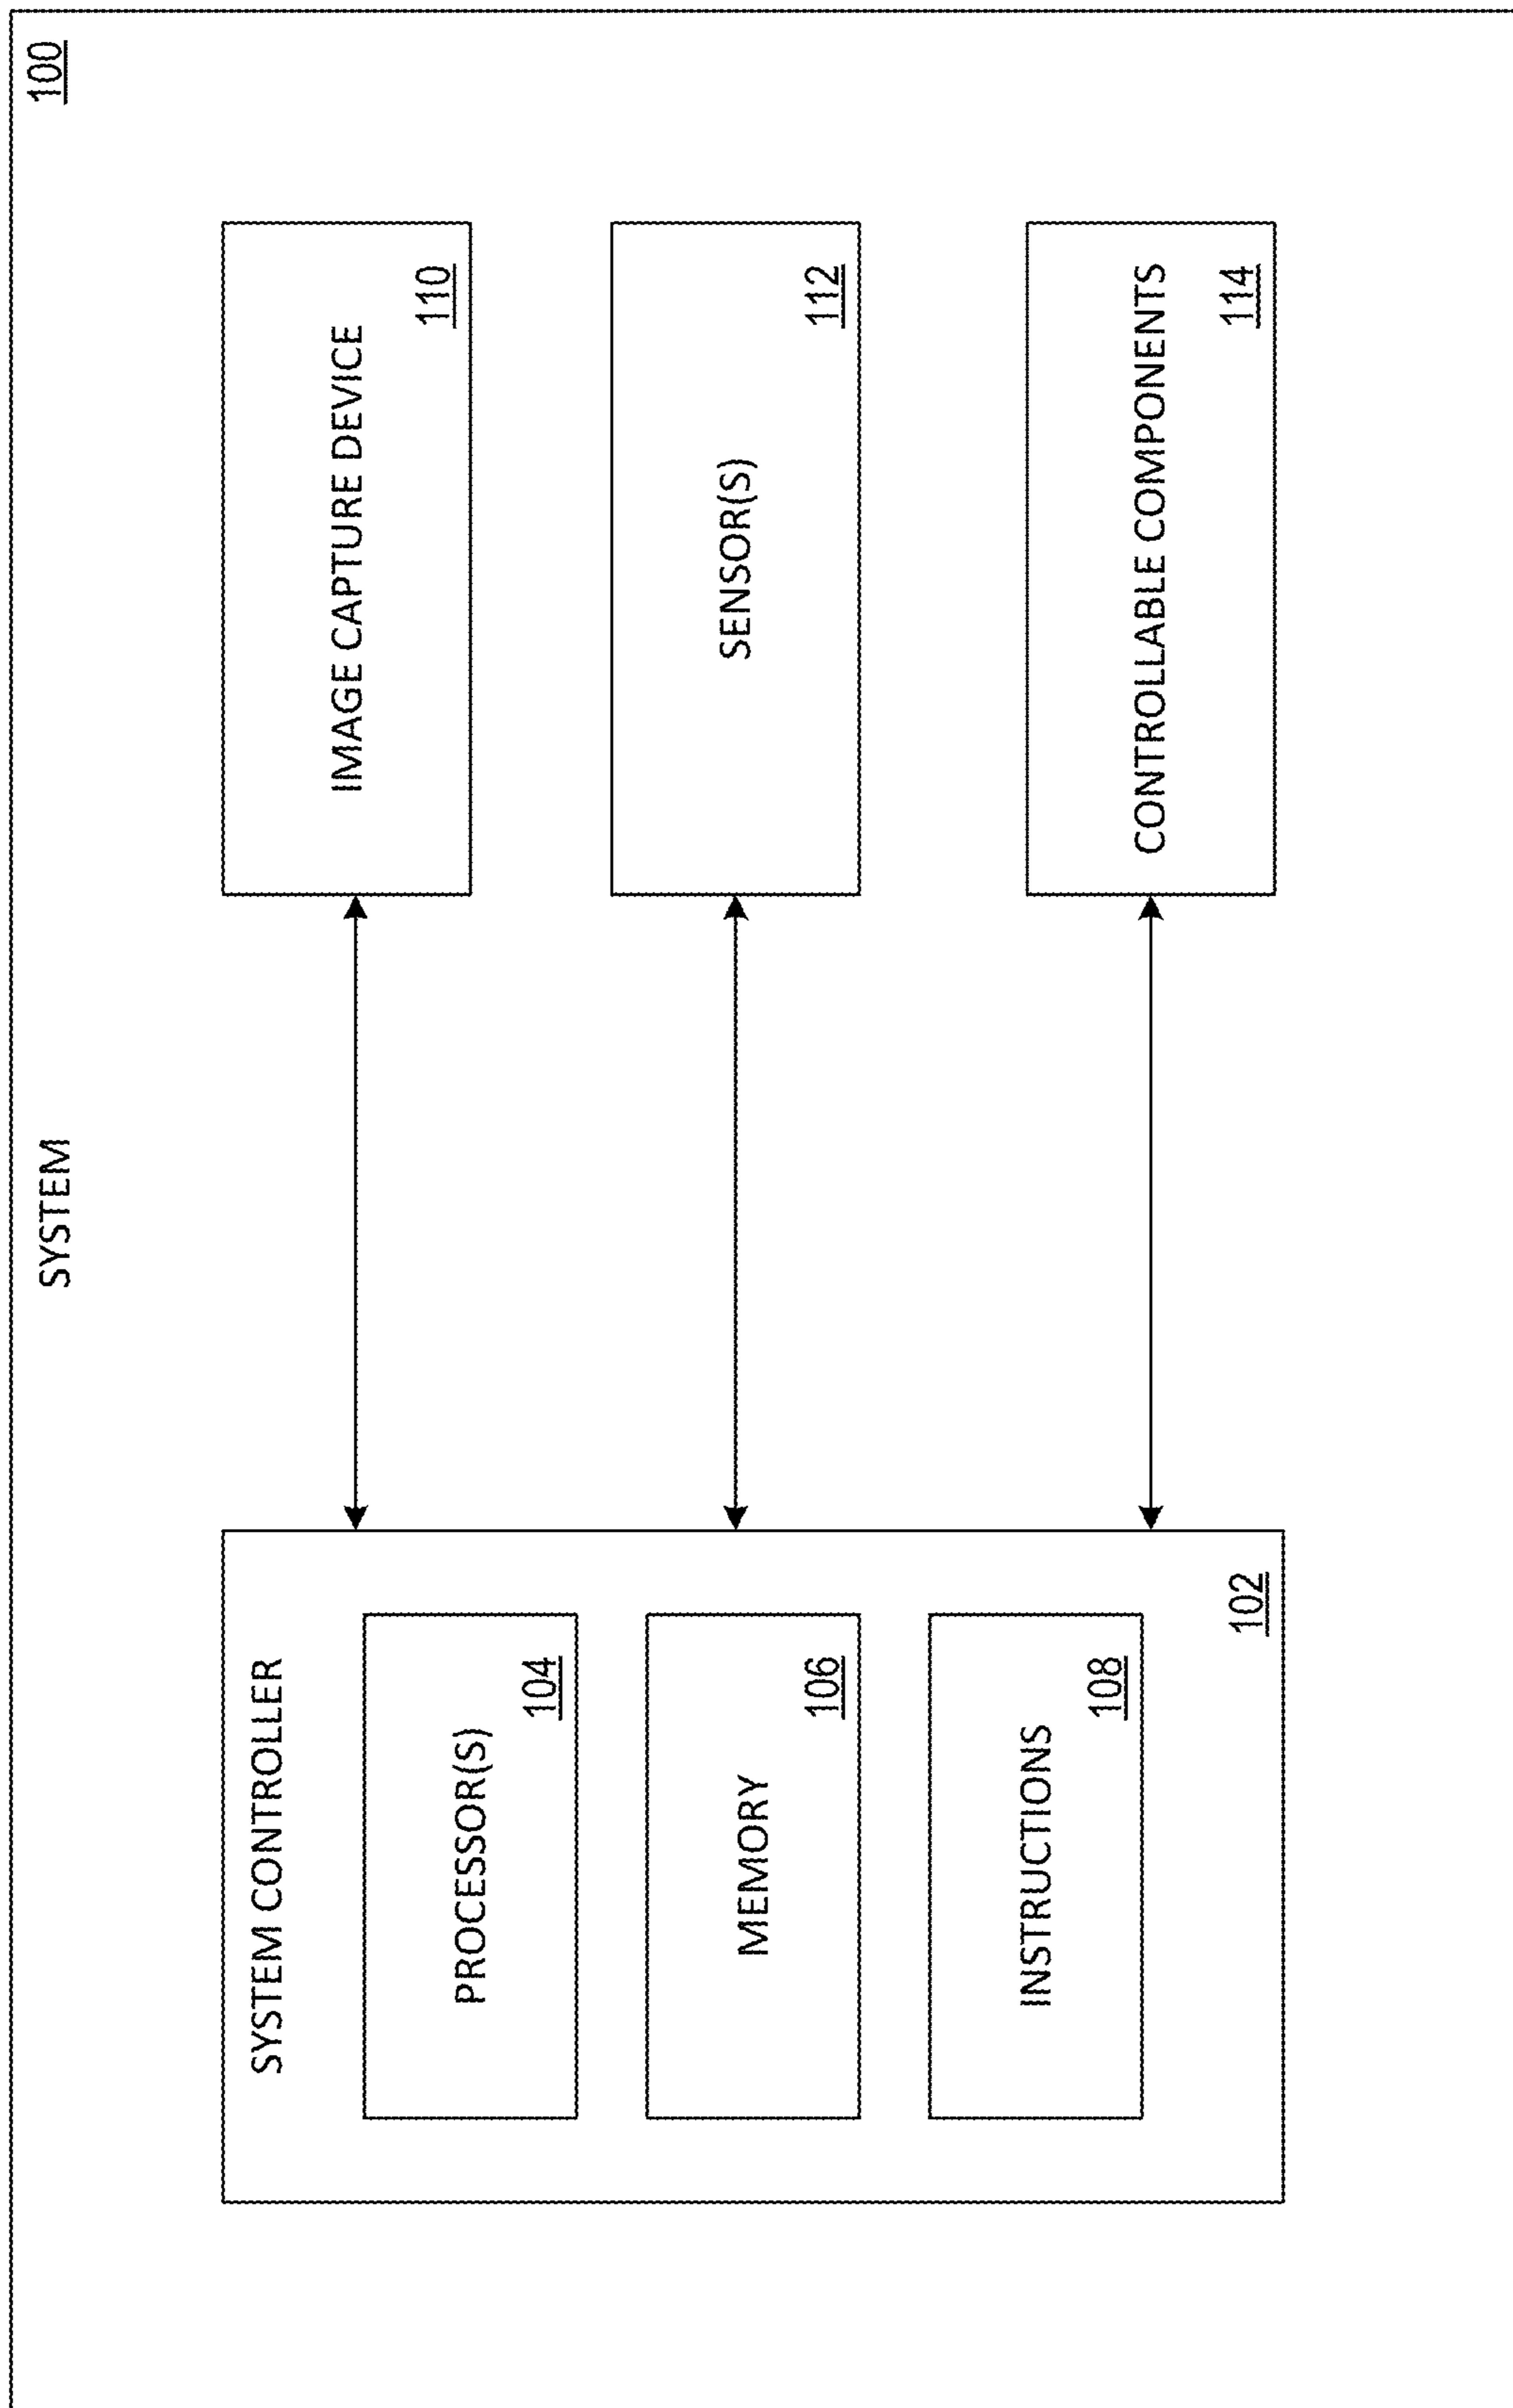 SYSTEM
100
SYSTEM CONTROLLER
PROCESSOR(S)
104
MEMORY
106
INSTRUCTIONS
108
102
IMAGE CAPTURE DEVICE
110
SENSOR(S)
112
CONTROLLABLE COMPONENTS
114